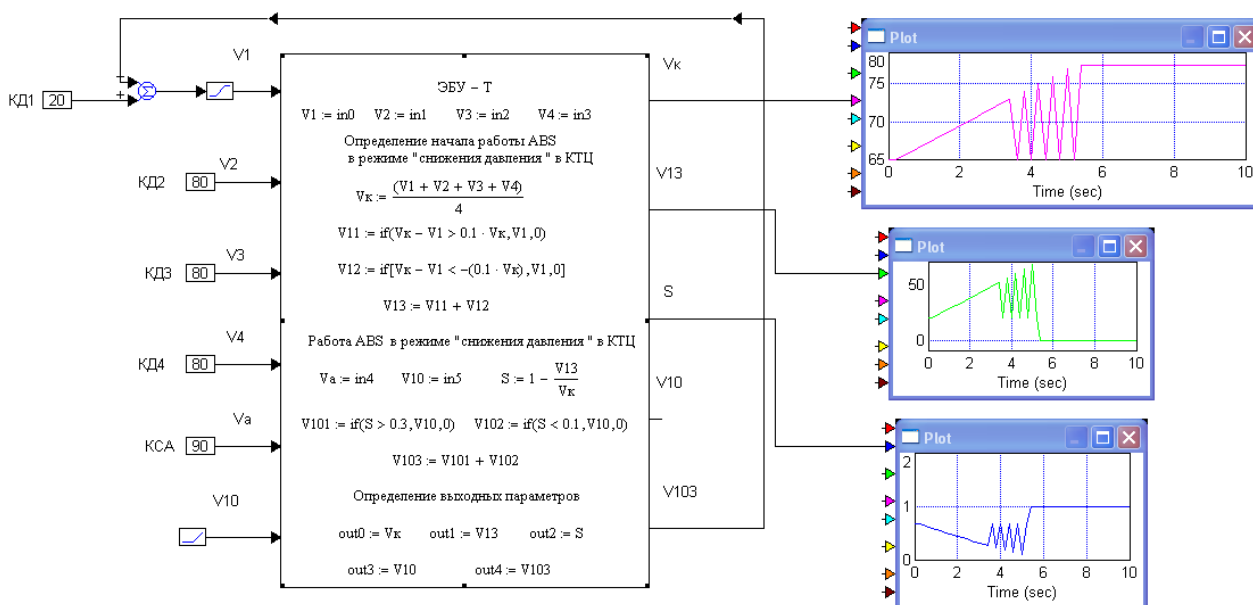 V1
КД1 20
+
+
Σ
V2
КД2 80
V3
КД3 80
V4
КД4 80
Va
КСА 90
V10
ЭБУ – Т
V1 := in0 V2 := in1 V3 := in2 V4 := in3
Определение начала работы ABS
в режиме "снижения давления " в КТЦ
Vк := (V1 + V2 + V3 + V4) / 4
V11 := if(Vк – V1 > 0.1 · Vк, V1, 0)
V12 := if[Vк – V1 < –(0.1 · Vк) , V1, 0]
V13 := V11 + V12
Работа ABS в режиме "снижения давления " в КТЦ
Va := in4 V10 := in5 S := 1 – V13 / Vк
V101 := if(S > 0.3, V10, 0) V102 := if(S < 0.1, V10, 0)
V103 := V101 + V102
Определение выходных параметров
out0 := Vк out1 := V13 out2 := S
out3 := V10 out4 := V103
Vк
V13
S
V10
V103
Plot
80
75
70
65
0 2 4 6 8 10
Time (sec)
Plot
50
0
0 2 4 6 8 10
Time (sec)
Plot
2
1
0
0 2 4 6 8 10
Time (sec)